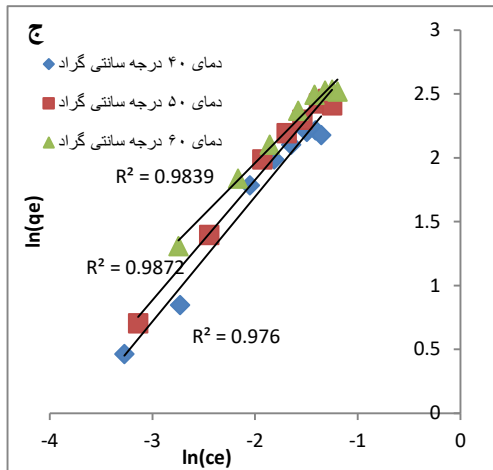 ج
دمای ۴۰ درجه سانتی گراد
دمای ۵۰ درجه سانتی گراد
دمای ۶۰ درجه سانتی گراد
R² = 0.9839
R² = 0.9872
R² = 0.976
3
2.5
2
1.5
1
0.5
0
-4 -3 -2 -1 0
ln(qe)
ln(ce)